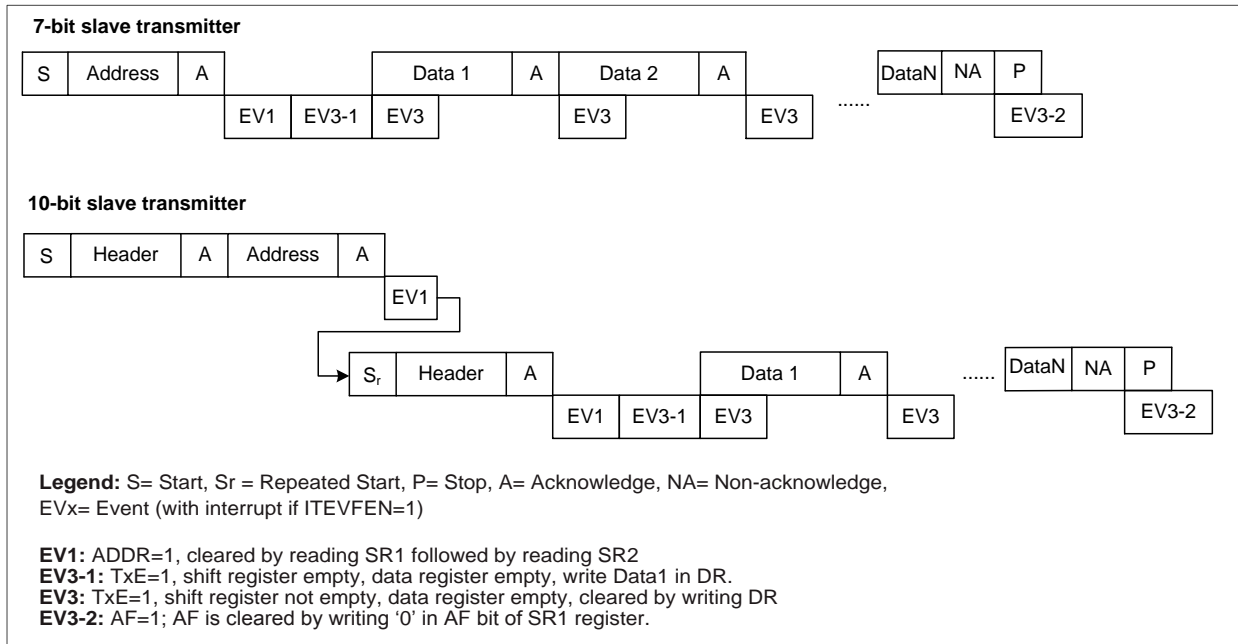 7-bit slave transmitter
S Address A Data 1 A Data 2 A DataN NA P
EV1 EV3-1 EV3 EV3 EV3 ...... EV3-2
10-bit slave transmitter
S Header A Address A
EV1
Sr Header A Data 1 A ...... DataN NA P
EV1 EV3-1 EV3 EV3 EV3-2
Legend: S= Start, Sr = Repeated Start, P= Stop, A= Acknowledge, NA= Non-acknowledge,
EVx= Event (with interrupt if ITEVFEN=1)
EV1: ADDR=1, cleared by reading SR1 followed by reading SR2
EV3-1: TxE=1, shift register empty, data register empty, write Data1 in DR.
EV3: TxE=1, shift register not empty, data register empty, cleared by writing DR
EV3-2: AF=1; AF is cleared by writing ‘0’ in AF bit of SR1 register.